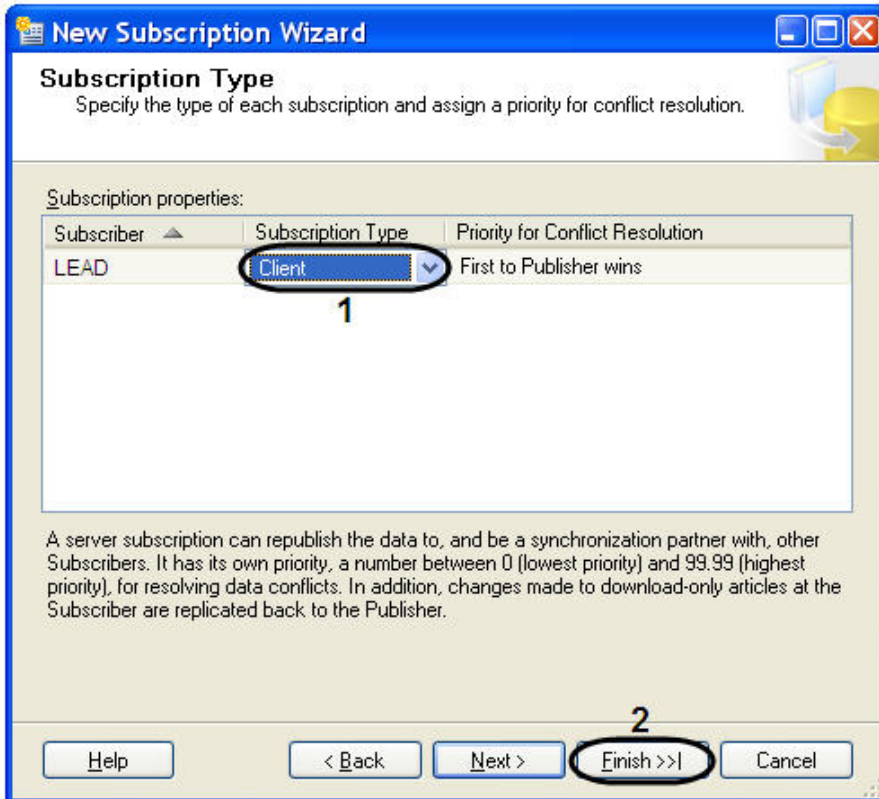 New Subscription Wizard
Subscription Type
Specify the type of each subscription and assign a priority for conflict resolution.
Subscription properties:
Subscriber Subscription Type Priority for Conflict Resolution
LEAD Client First to Publisher wins
1
A server subscription can republish the data to, and be a synchronization partner with, other
Subscribers. It has its own priority, a number between 0 (lowest priority) and 99.99 (highest
priority), for resolving data conflicts. In addition, changes made to download-only articles at the
Subscriber are replicated back to the Publisher.
2
Help < Back Next > Finish >>| Cancel